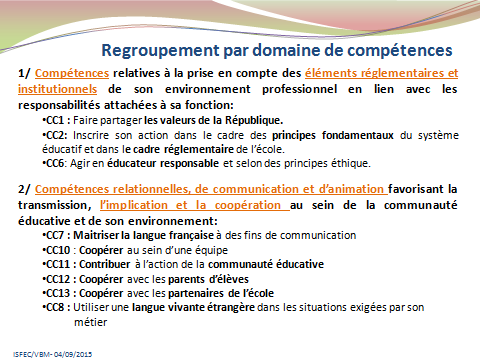 Regroupement par domaine de compétences
1/ Compétences relatives à la prise en compte des éléments réglementaires et
institutionnels de son environnement professionnel en lien avec les
responsabilités attachées à sa fonction:
•CC1 : Faire partager les valeurs de la République.
•CC2: Inscrire son action dans le cadre des principes fondamentaux du système
éducatif et dans le cadre réglementaire de l'école.
•CC6: Agir en éducateur responsable et selon des principes éthique.
2/ Compétences relationnelles, de communication et d'animation favorisant la
transmission, l'implication et la coopération au sein de la communauté
éducative et de son environnement:
•CC7 : Maitriser la langue française à des fins de communication
•CC10 : Coopérer au sein d'une équipe
•CC11 : Contribuer à l'action de la communauté éducative
•CC12 : Coopérer avec les parents d'élèves
•CC13 : Coopérer avec les partenaires de l'école
•CC8 : Utiliser une langue vivante étrangère dans les situations exigées par son
métier
ISFEC/VBM- 04/09/2015